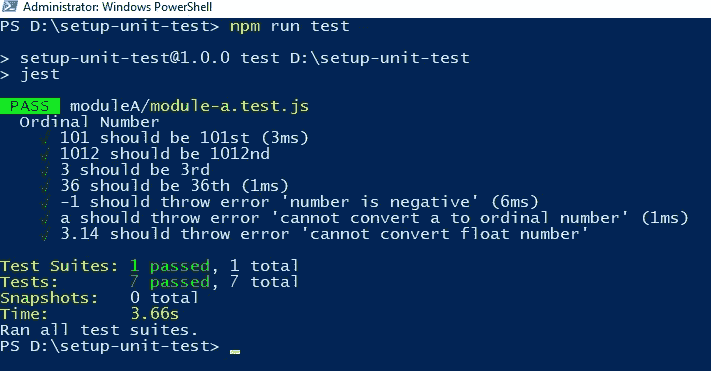 Administrator: Windows PowerShell
PS D:\setup-unit-test> npm run test
> setup-unit-test@1.0.0 test D:\setup-unit-test
> jest
PASS moduleA/module-a.test.js
Ordinal Number
√ 101 should be 101st (3ms)
√ 1012 should be 1012nd
√ 3 should be 3rd
√ 36 should be 36th (1ms)
√ -1 should throw error 'number is negative' (6ms)
√ a should throw error 'cannot convert a to ordinal number' (1ms)
√ 3.14 should throw error 'cannot convert float number'
Test Suites: 1 passed, 1 total
Tests: 7 passed, 7 total
Snapshots: 0 total
Time: 3.66s
Ran all test suites.
PS D:\setup-unit-test> _